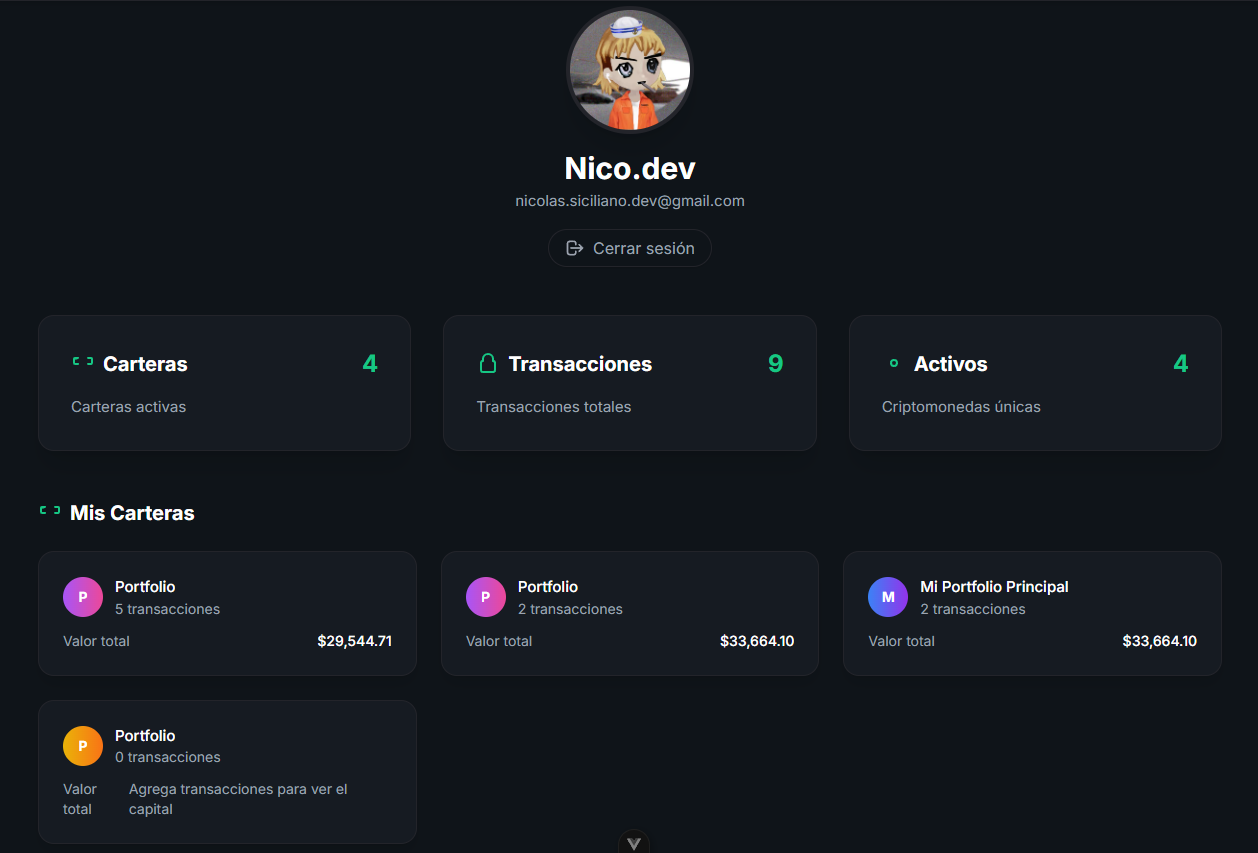 Nico.dev
nicolas.siciliano.dev@gmail.com
Cerrar sesión
Carteras 4
Carteras activas
Transacciones 9
Transacciones totales
Activos 4
Criptomonedas únicas
Mis Carteras
P Portfolio
5 transacciones
Valor total $29,544.71
P Portfolio
2 transacciones
Valor total $33,664.10
M Mi Portfolio Principal
2 transacciones
Valor total $33,664.10
P Portfolio
0 transacciones
Valor total
Agrega transacciones para ver el
capital